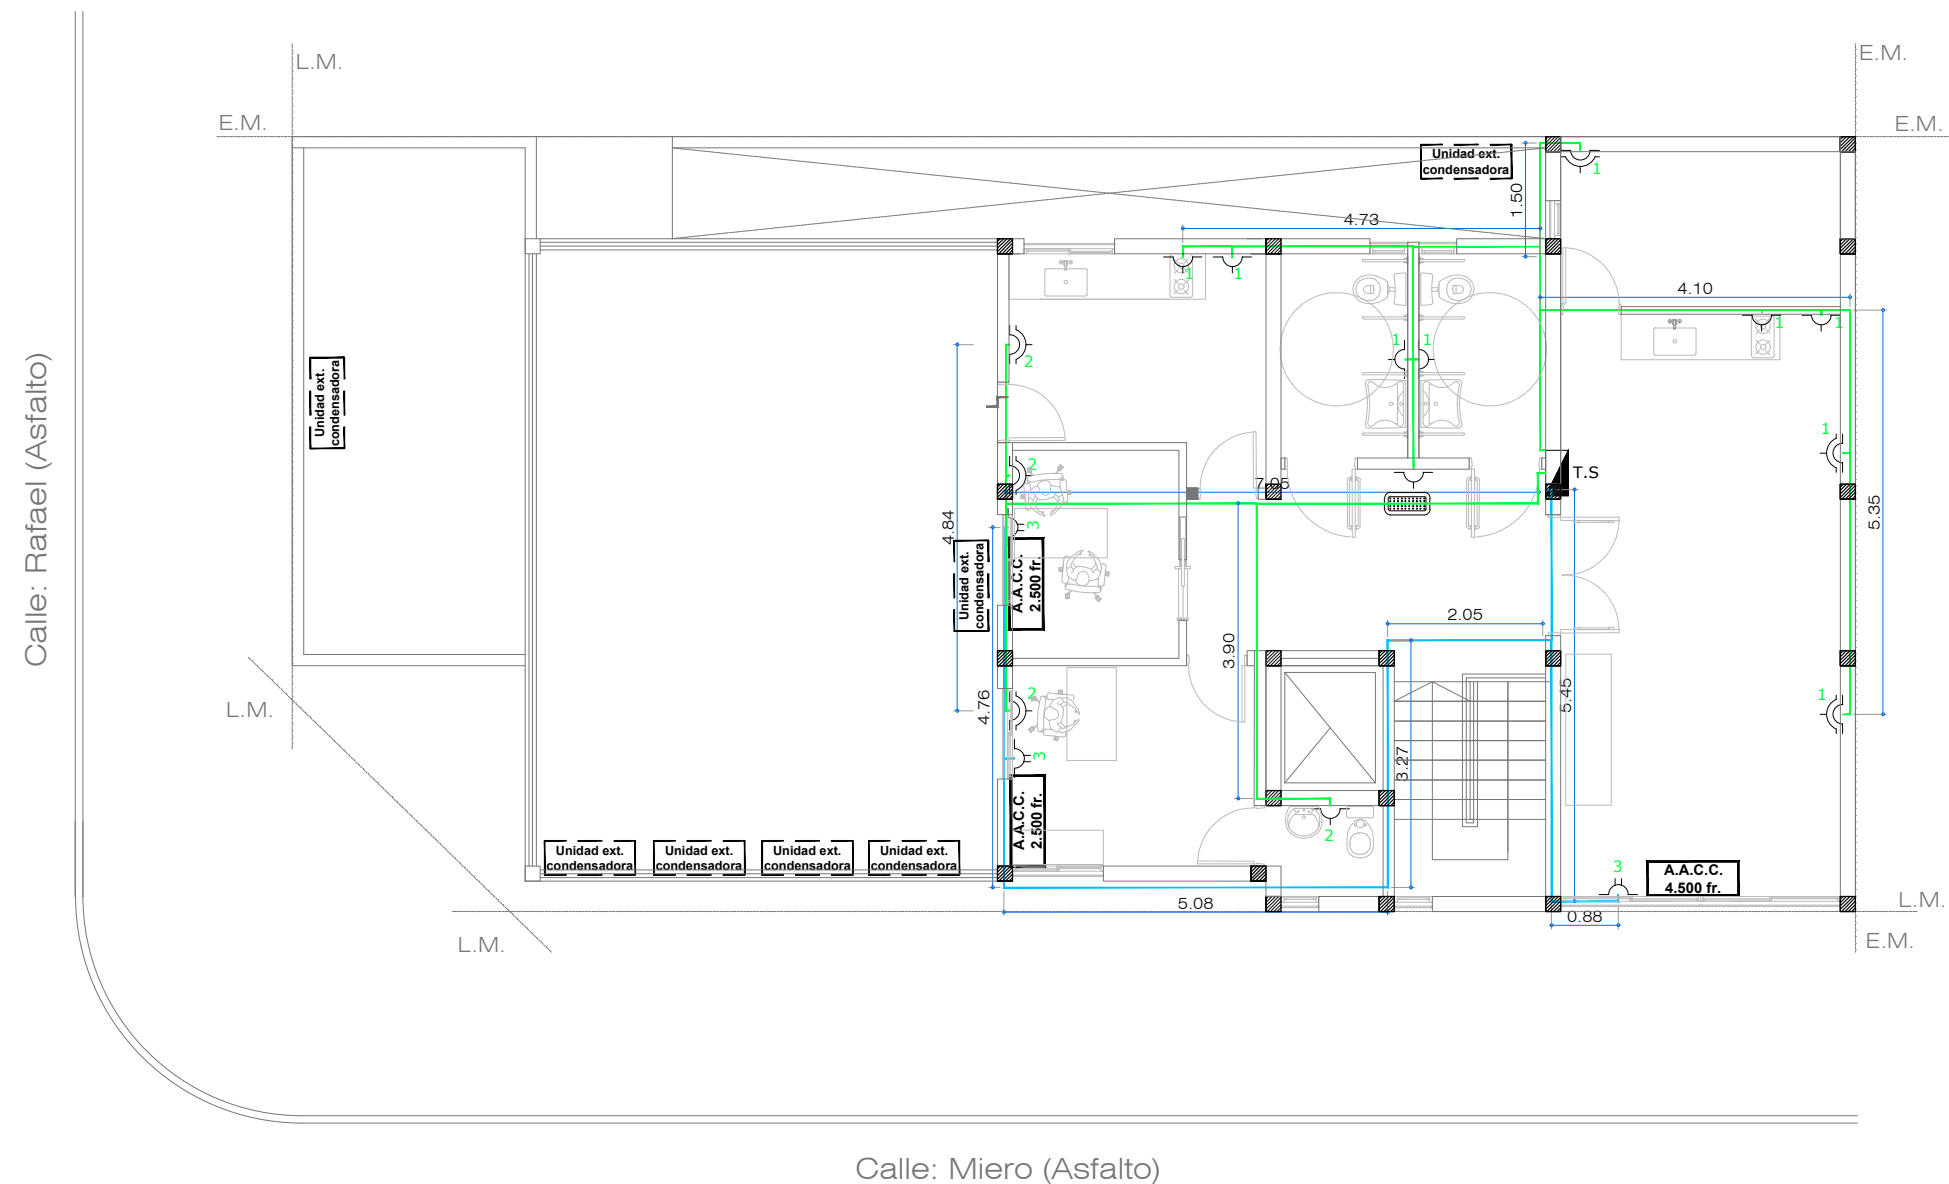 L.M.
E.M.
E.M.
E.M.
Unidad ext.
condensadora
1
1.50
4.73
1
1
4.10
1
1
2
1
1
Unidad ext.
condensadora
1
2
7.05
T.S
4.84
3
5.35
Unidad ext.
condensadora
A.A.C.C.
2.500 fr.
2.05
3.90
5.45
2
1
4.76
L.M.
3
3.27
A.A.C.C.
2.500 fr.
2
Unidad ext.
condensadora
Unidad ext.
condensadora
Unidad ext.
condensadora
Unidad ext.
condensadora
3
A.A.C.C.
4.500 fr.
5.08
0.88
L.M.
L.M.
E.M.
Calle: Rafael (Asfalto)
Calle: Miero (Asfalto)